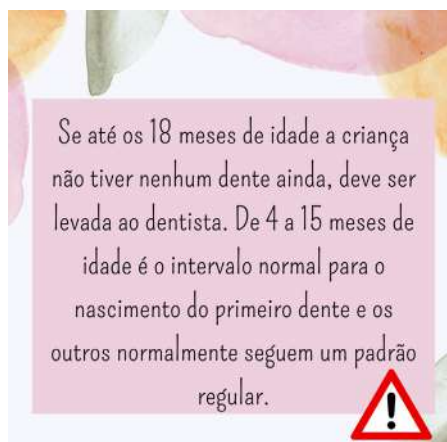 Se até os 18 meses de idade a criança
não tiver nenhum dente ainda, deve ser
levada ao dentista. De 4 a 15 meses de
idade é o intervalo normal para o
nascimento do primeiro dente e os
outros normalmente seguem um padrão
regular.
!